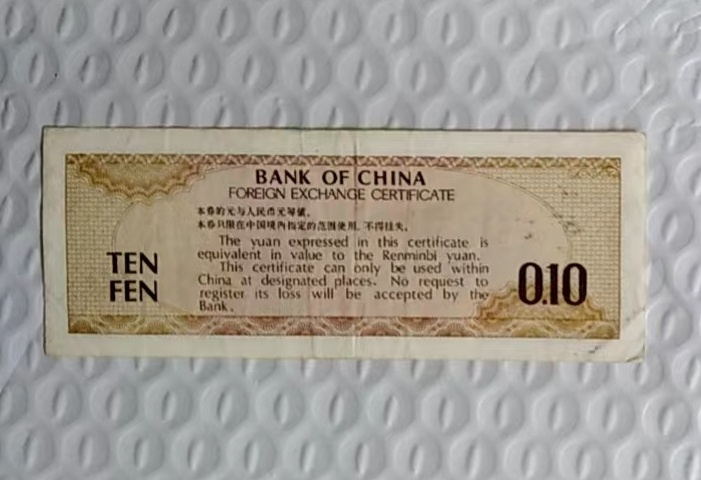 BANK OF CHINA
FOREIGN EXCHANGE CERTIFICATE
本券的元与人民币元等值。
本券只限在中国境内指定的范围使用,不得挂失。
The yuan expressed in this certificate is
equivalent in value to the Renminbi yuan.
This certificate can only be used within
China at designated places. No request to
register its loss will be accepted by the
Bank.
TEN
FEN
0.10